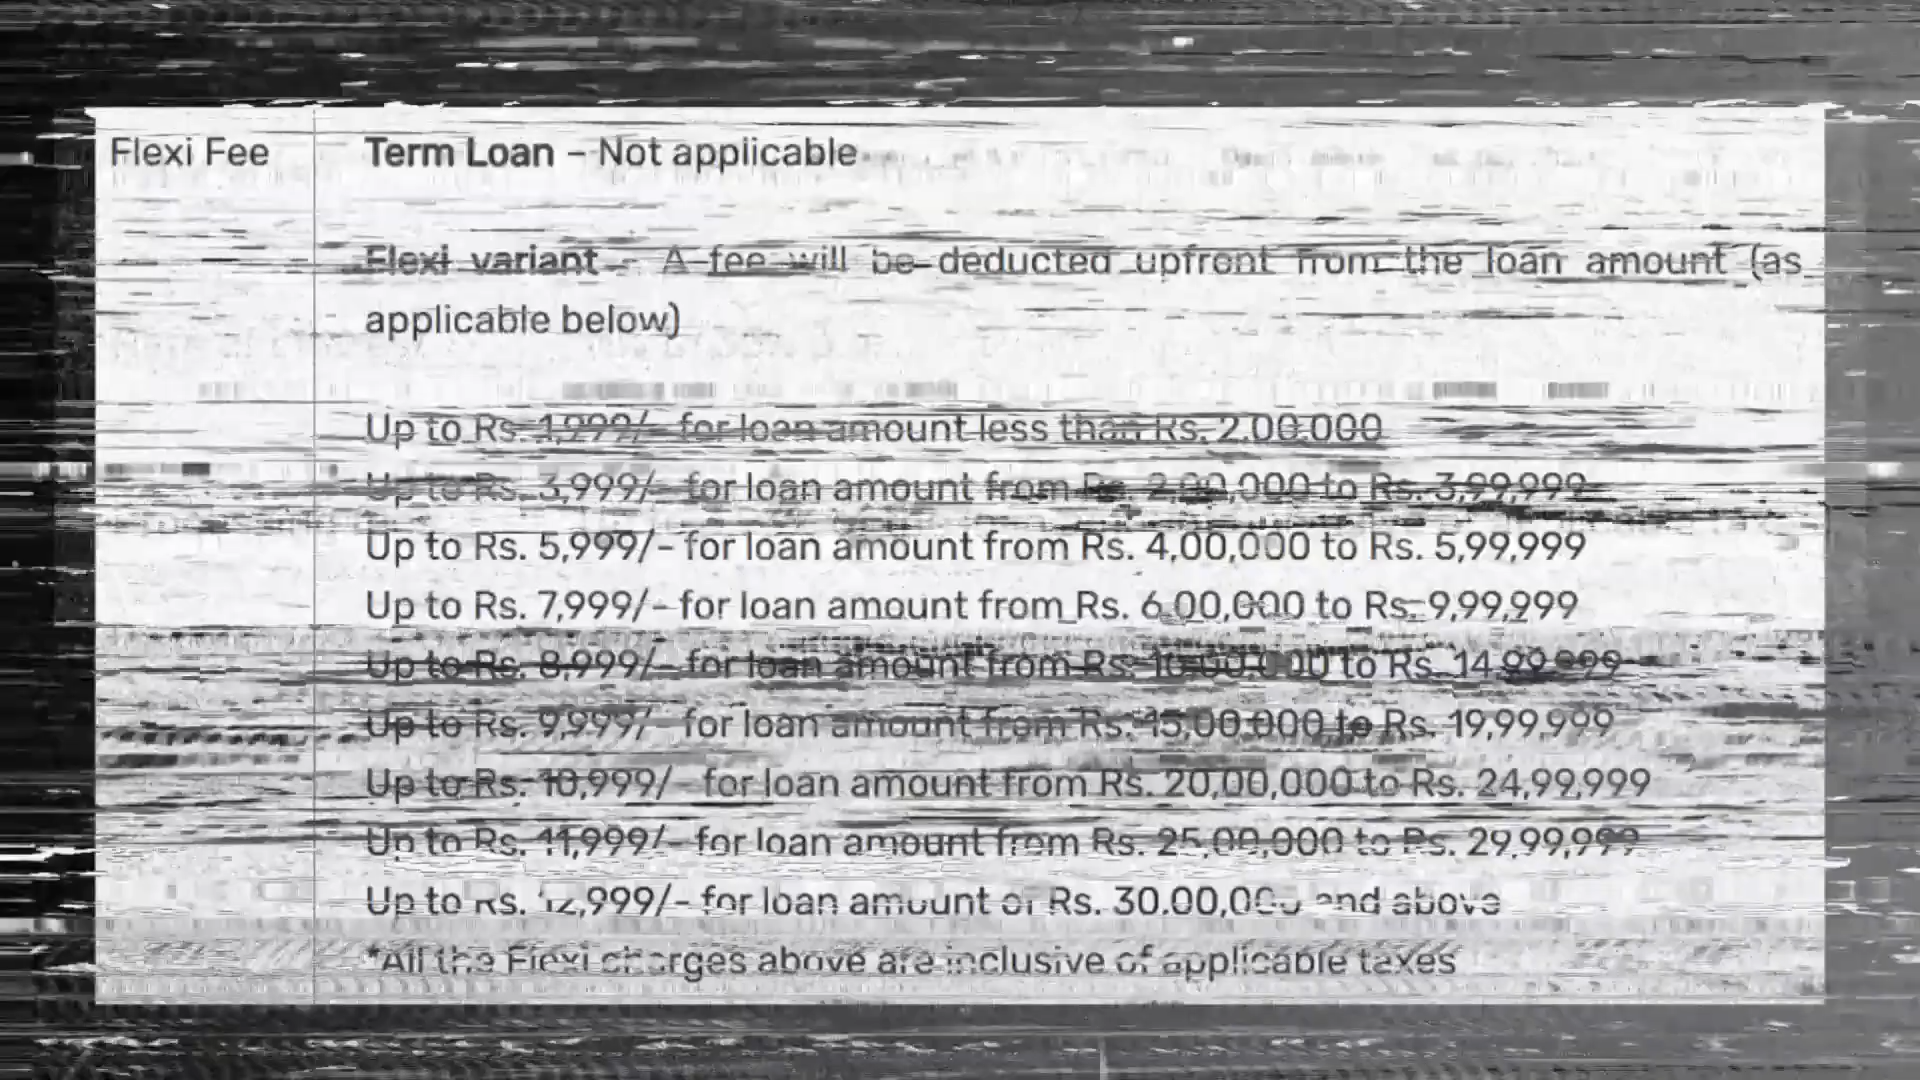 Flexi Fee
Term Loan – Not applicable
Flexi variant - A fee will be deducted upfront from the loan amount (as
applicable below)
Up to Rs. 1,999/- for loan amount less than Rs. 2,00,000
Up to Rs. 3,999/- for loan amount from Rs. 2,00,000 to Rs. 3,99,999
Up to Rs. 5,999/- for loan amount from Rs. 4,00,000 to Rs. 5,99,999
Up to Rs. 7,999/- for loan amount from Rs. 6,00,000 to Rs. 9,99,999
Up to Rs. 8,999/- for loan amount from Rs. 10,00,000 to Rs. 14,99,999
Up to Rs. 9,999/- for loan amount from Rs. 15,00,000 to Rs. 19,99,999
Up to Rs. 10,999/- for loan amount from Rs. 20,00,000 to Rs. 24,99,999
Up to Rs. 11,999/- for loan amount from Rs. 25,00,000 to Rs. 29,99,999
Up to Rs. 12,999/- for loan amount of Rs. 30,00,000 and above
*All the Flexi charges above are inclusive of applicable taxes